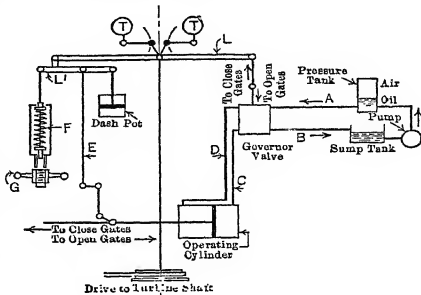 T
T
L
To Close
Gates
To Open
Gates
Pressure
Tank
Air
Oil
A
Pump
L'
Dash Pot
F
E
G
Governor
Valve
B
Sump Tank
D
C
To Close Gates
To Open Gates
Operating
Cylinder
Drive to Turbine Shaft